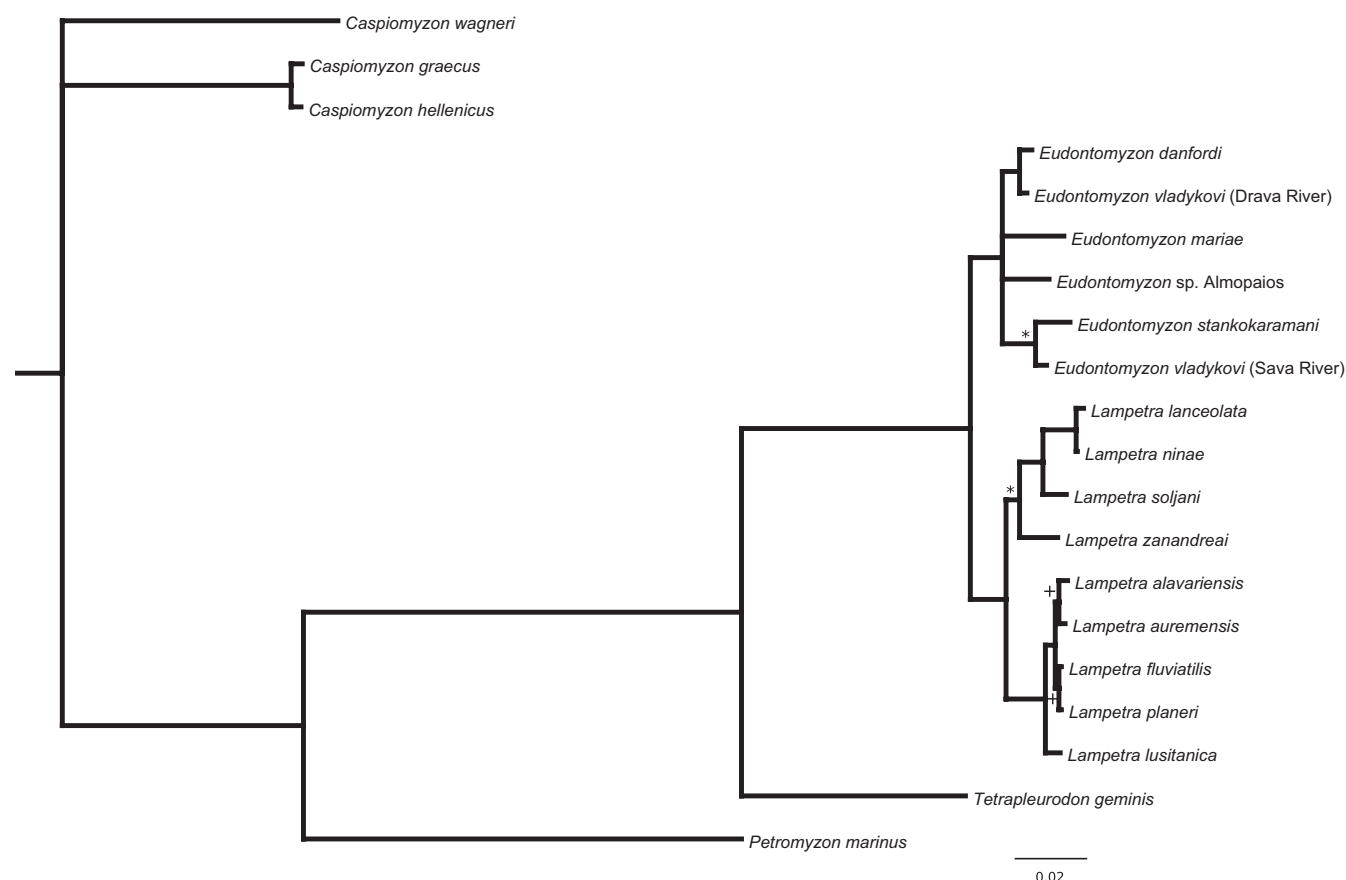 Caspiomyzon wagneri
Caspiomyzon graecus
Caspiomyzon hellenicus
Eudontomyzon danfordi
Eudontomyzon vladykovi (Drava River)
Eudontomyzon mariae
Eudontomyzon sp. Almopaios
Eudontomyzon stankokaramani
*
Eudontomyzon vladykovi (Sava River)
Lampetra lanceolata
Lampetra ninae
Lampetra soljani
*
Lampetra zanandreai
Lampetra alavariensis
+
Lampetra auremensis
Lampetra fluviatilis
+
Lampetra planeri
Lampetra lusitanica
Tetrapleurodon geminis
Petromyzon marinus
0.02